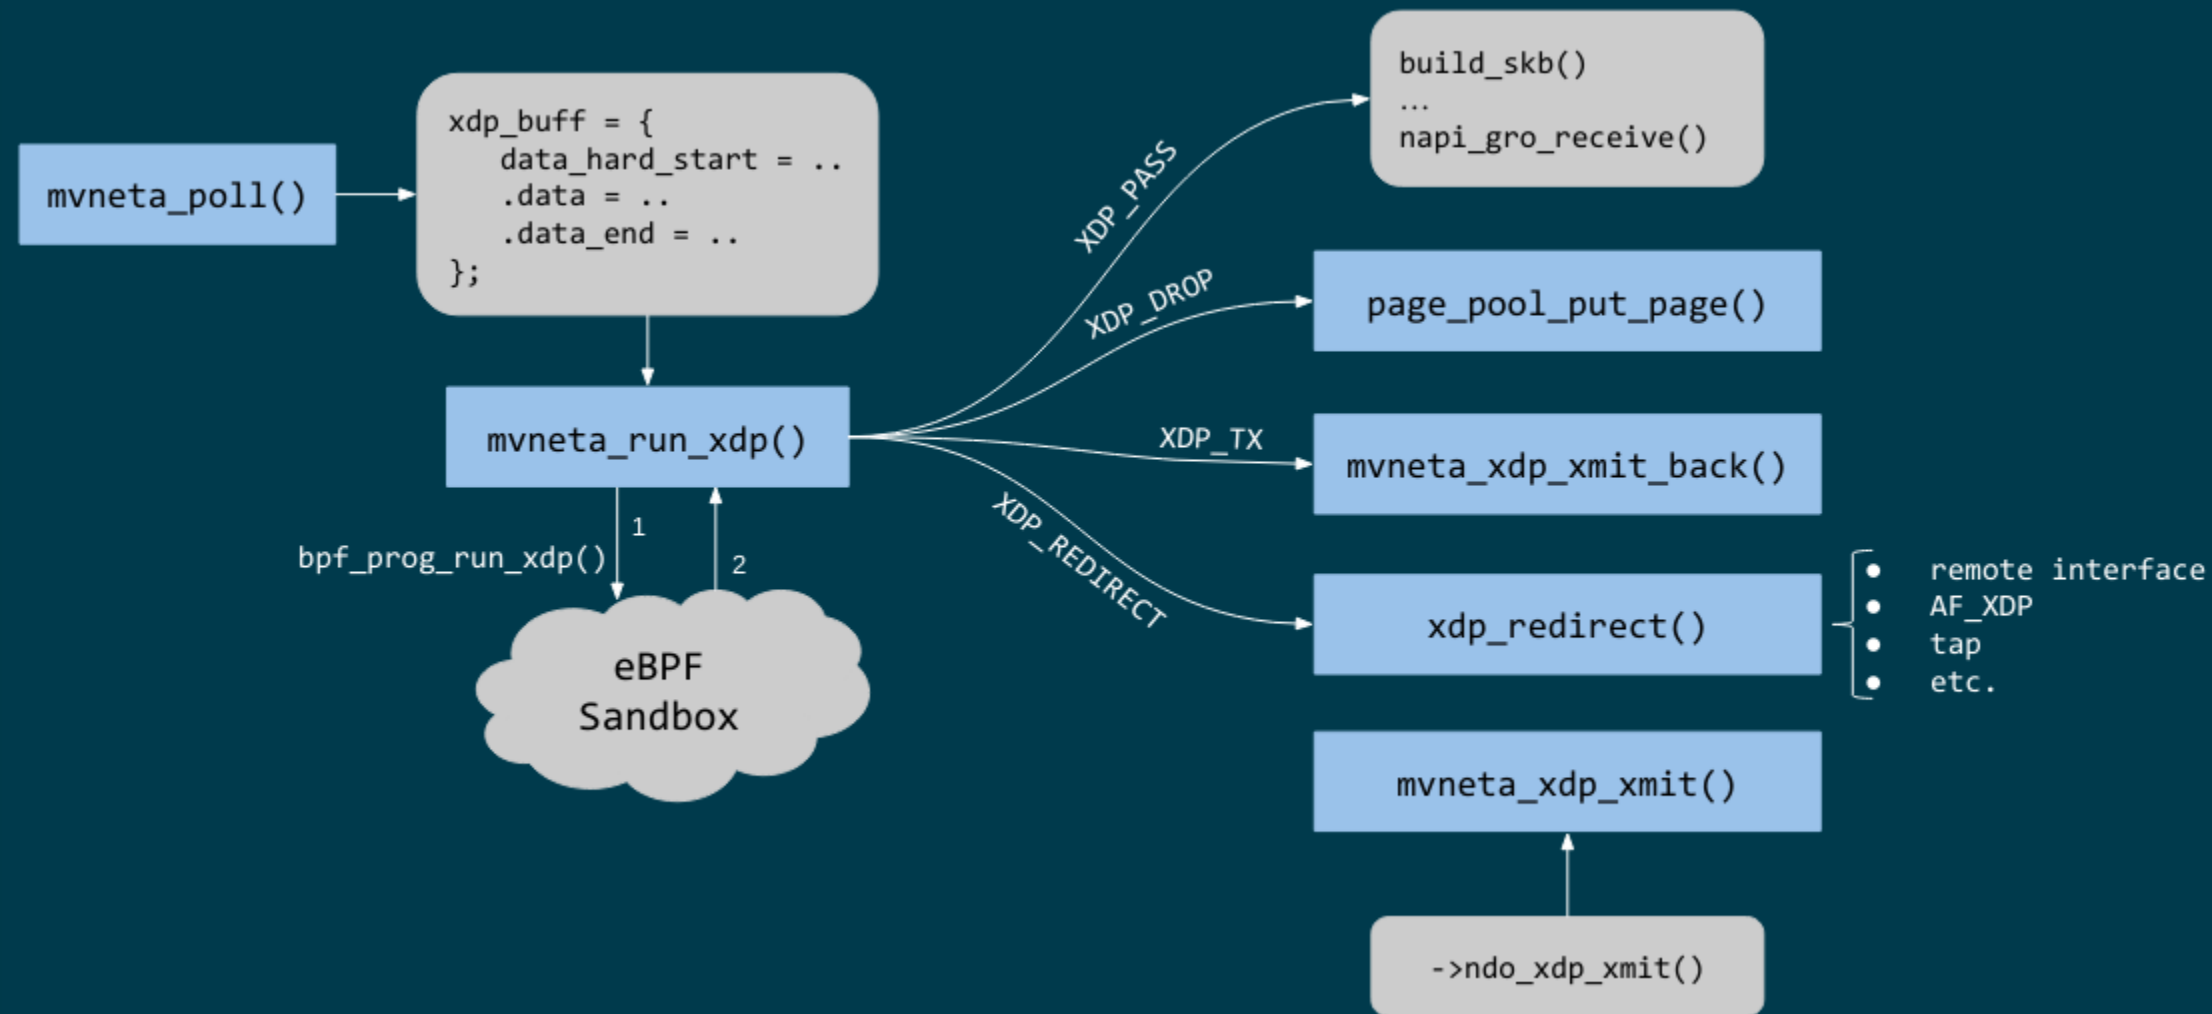 mvneta_poll()
xdp_buff = {
data_hard_start = ..
.data = ..
.data_end = ..
};
mvneta_run_xdp()
1
bpf_prog_run_xdp()
2
eBPF
Sandbox
XDP_PASS
XDP_DROP
XDP_TX
XDP_REDIRECT
build_skb()
...
napi_gro_receive()
page_pool_put_page()
mvneta_xdp_xmit_back()
xdp_redirect()
● remote interface
● AF_XDP
● tap
● etc.
mvneta_xdp_xmit()
->ndo_xdp_xmit()